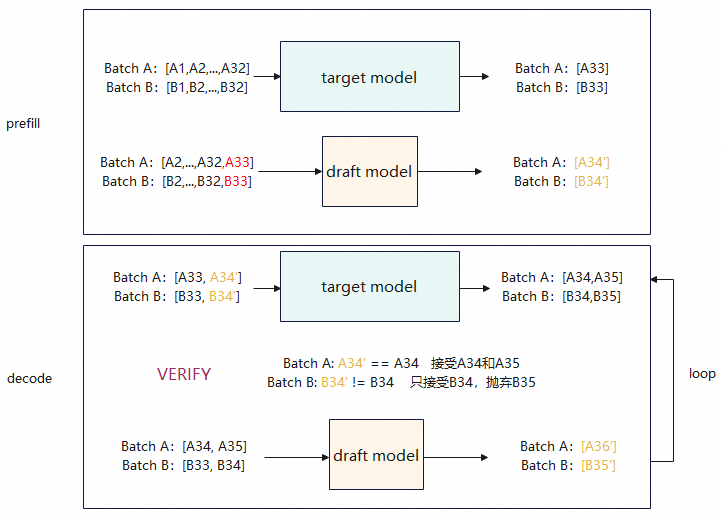 Batch A：[A1,A2,...,A32]
Batch B：[B1,B2,...,B32]
target model
Batch A：[A33]
Batch B：[B33]
prefill
Batch A：[A2,...,A32,A33]
Batch B：[B2,...,B32,B33]
draft model
Batch A：[A34']
Batch B：[B34']
Batch A：[A33, A34']
Batch B：[B33, B34']
target model
Batch A：[A34,A35]
Batch B：[B34,B35]
decode
VERIFY
Batch A: A34' == A34 接受A34和A35
Batch B: B34' != B34 只接受B34，抛弃B35
loop
Batch A：[A34, A35]
Batch B：[B33, B34]
draft model
Batch A：[A36']
Batch B：[B35']